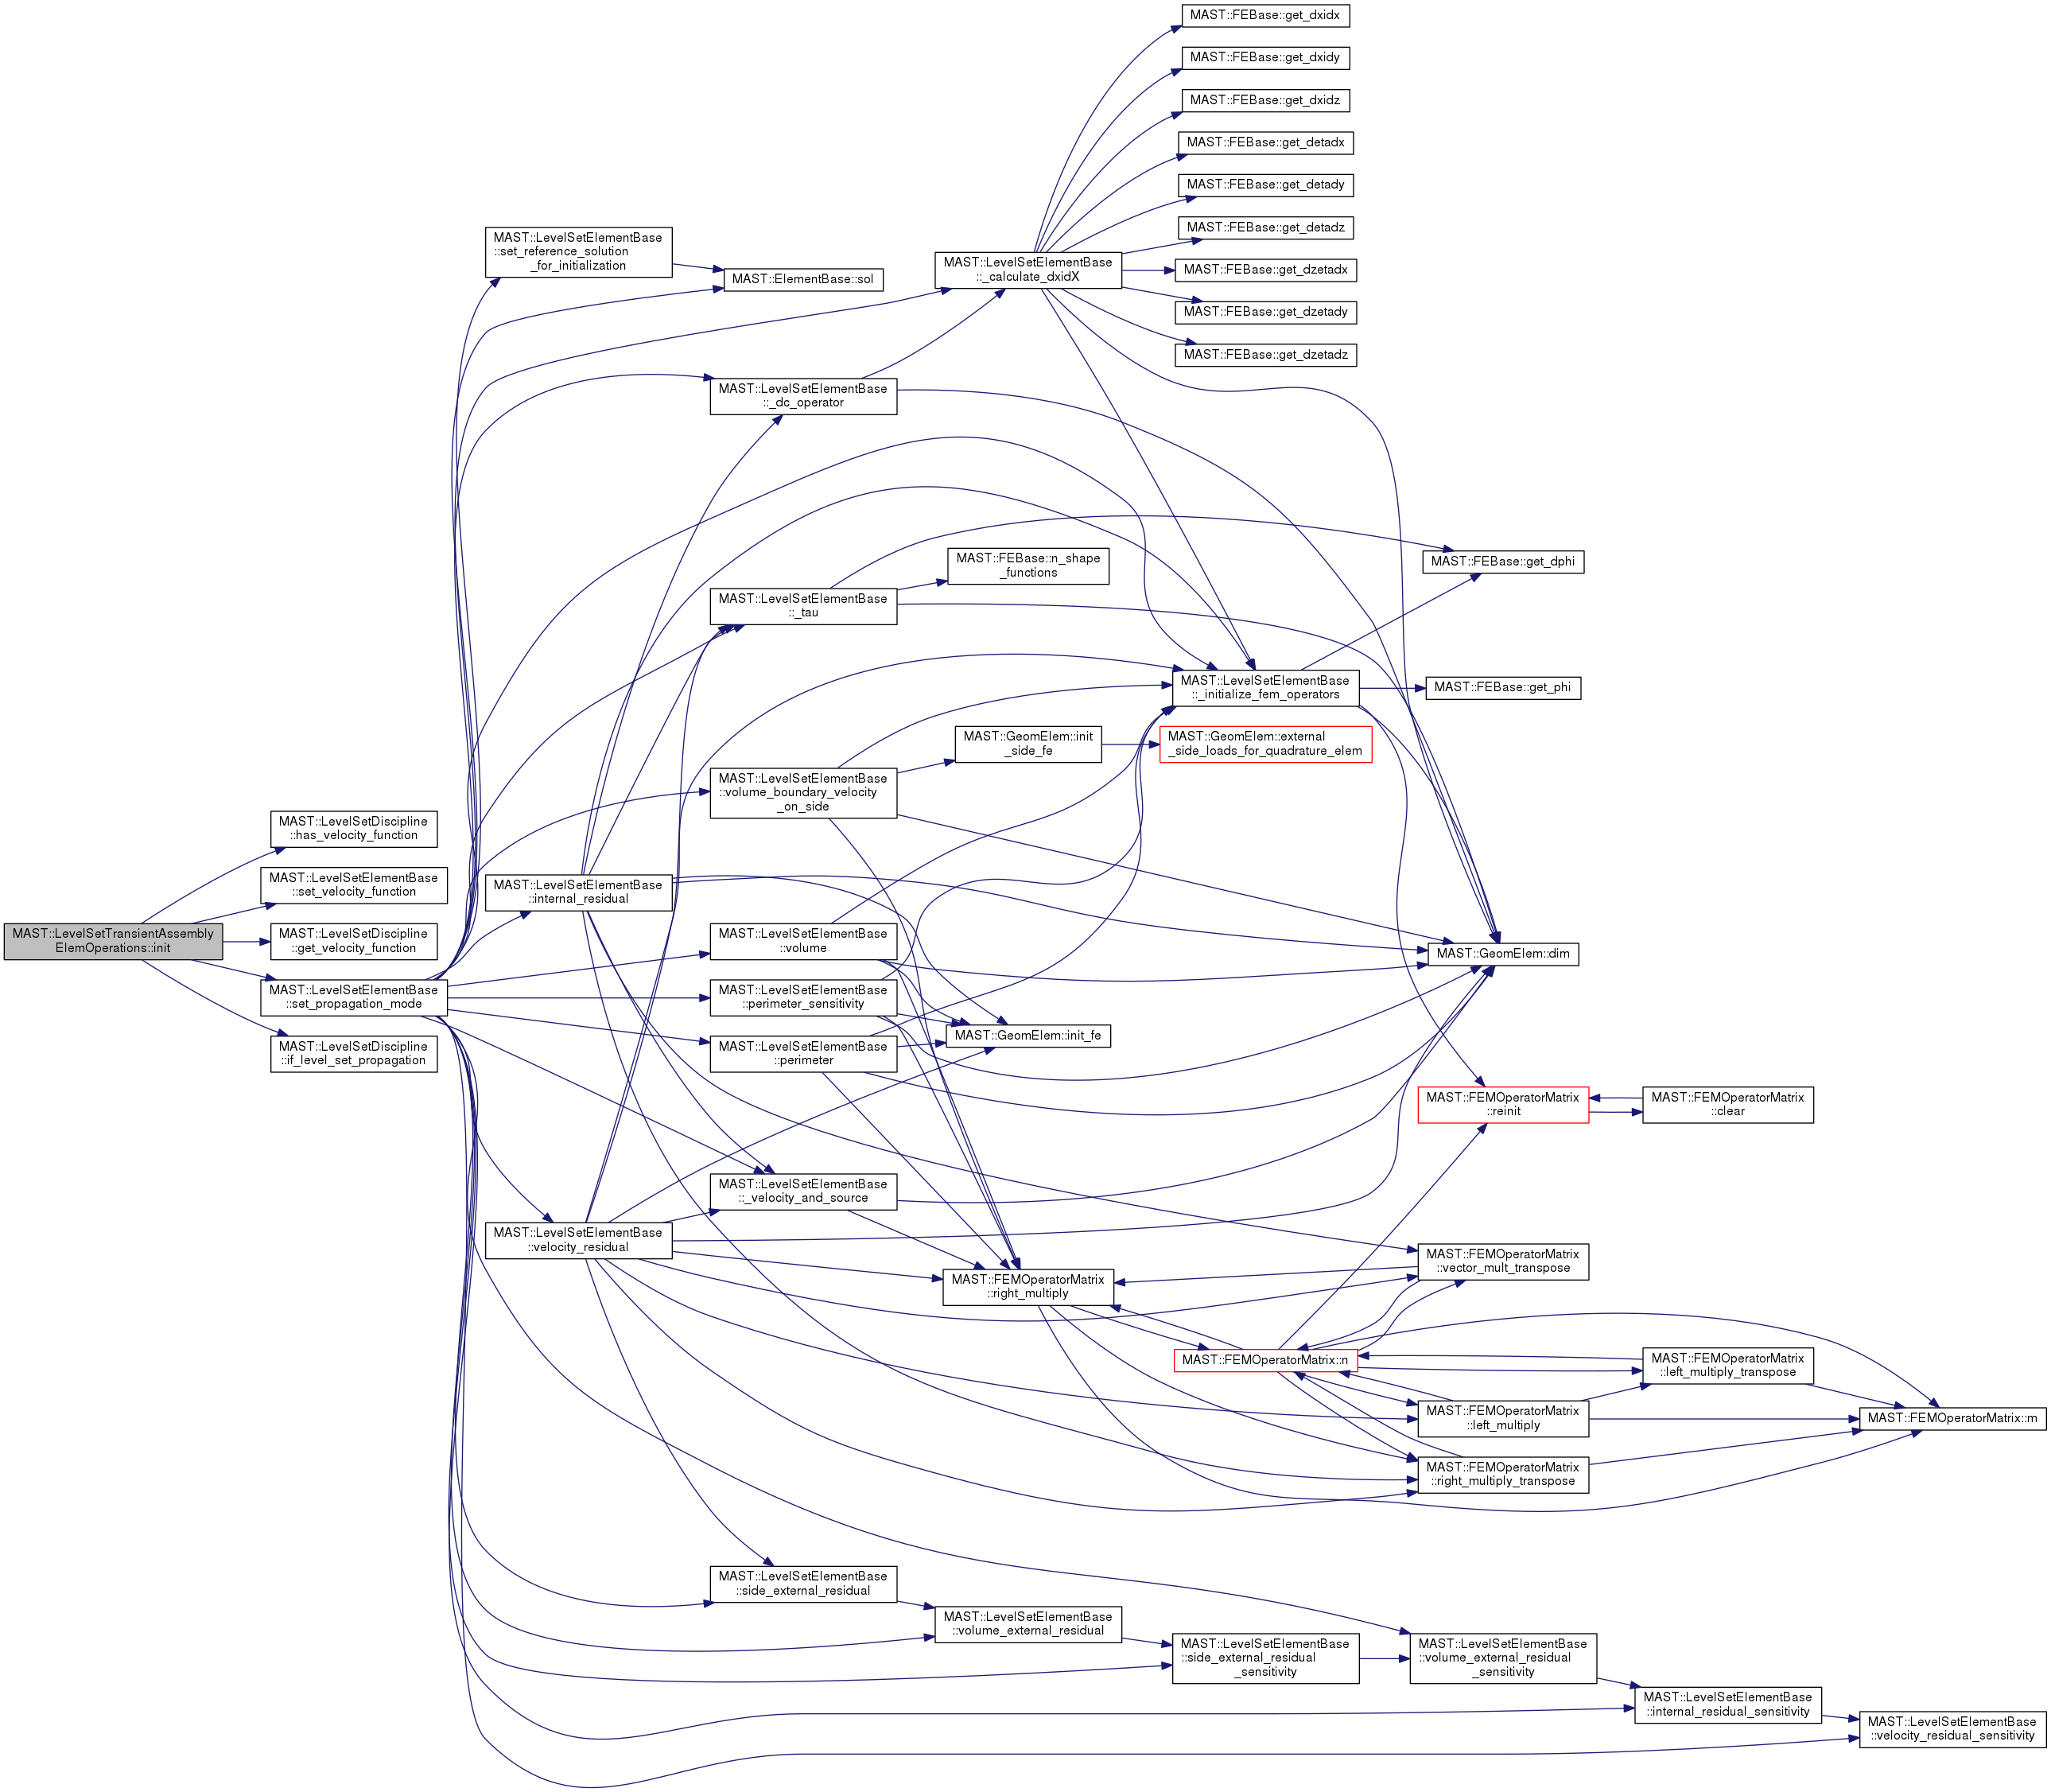 MAST::FEBase::get_dxidx
MAST::FEBase::get_dxidy
MAST::FEBase::get_dxidz
MAST::FEBase::get_detadx
MAST::FEBase::get_detady
MAST::FEBase::get_detadz
MAST::LevelSetElementBase
::set_reference_solution
_for_initialization
MAST::ElementBase::sol
MAST::LevelSetElementBase
::_calculate_dxidX
MAST::FEBase::get_dzetadx
MAST::FEBase::get_dzetady
MAST::FEBase::get_dzetadz
MAST::LevelSetElementBase
::_dc_operator
MAST::FEBase::n_shape
_functions
MAST::FEBase::get_dphi
MAST::LevelSetElementBase
::_tau
MAST::LevelSetElementBase
::_initialize_fem_operators
MAST::FEBase::get_phi
MAST::GeomElem::init
_side_fe
MAST::GeomElem::external
_side_loads_for_quadrature_elem
MAST::LevelSetElementBase
::volume_boundary_velocity
_on_side
MAST::LevelSetDiscipline
::has_velocity_function
MAST::LevelSetElementBase
::set_velocity_function
MAST::LevelSetElementBase
::internal_residual
MAST::LevelSetTransientAssembly
ElemOperations::init
MAST::LevelSetDiscipline
::get_velocity_function
MAST::LevelSetElementBase
::volume
MAST::GeomElem::dim
MAST::LevelSetElementBase
::set_propagation_mode
MAST::LevelSetElementBase
::perimeter_sensitivity
MAST::LevelSetDiscipline
::if_level_set_propagation
MAST::LevelSetElementBase
::perimeter
MAST::GeomElem::init_fe
MAST::FEMOperatorMatrix
::reinit
MAST::FEMOperatorMatrix
::clear
MAST::LevelSetElementBase
::_velocity_and_source
MAST::LevelSetElementBase
::velocity_residual
MAST::FEMOperatorMatrix
::right_multiply
MAST::FEMOperatorMatrix
::vector_mult_transpose
MAST::FEMOperatorMatrix::n
MAST::FEMOperatorMatrix
::left_multiply_transpose
MAST::FEMOperatorMatrix
::left_multiply
MAST::FEMOperatorMatrix::m
MAST::FEMOperatorMatrix
::right_multiply_transpose
MAST::LevelSetElementBase
::side_external_residual
MAST::LevelSetElementBase
::volume_external_residual
MAST::LevelSetElementBase
::side_external_residual
_sensitivity
MAST::LevelSetElementBase
::volume_external_residual
_sensitivity
MAST::LevelSetElementBase
::internal_residual_sensitivity
MAST::LevelSetElementBase
::velocity_residual_sensitivity